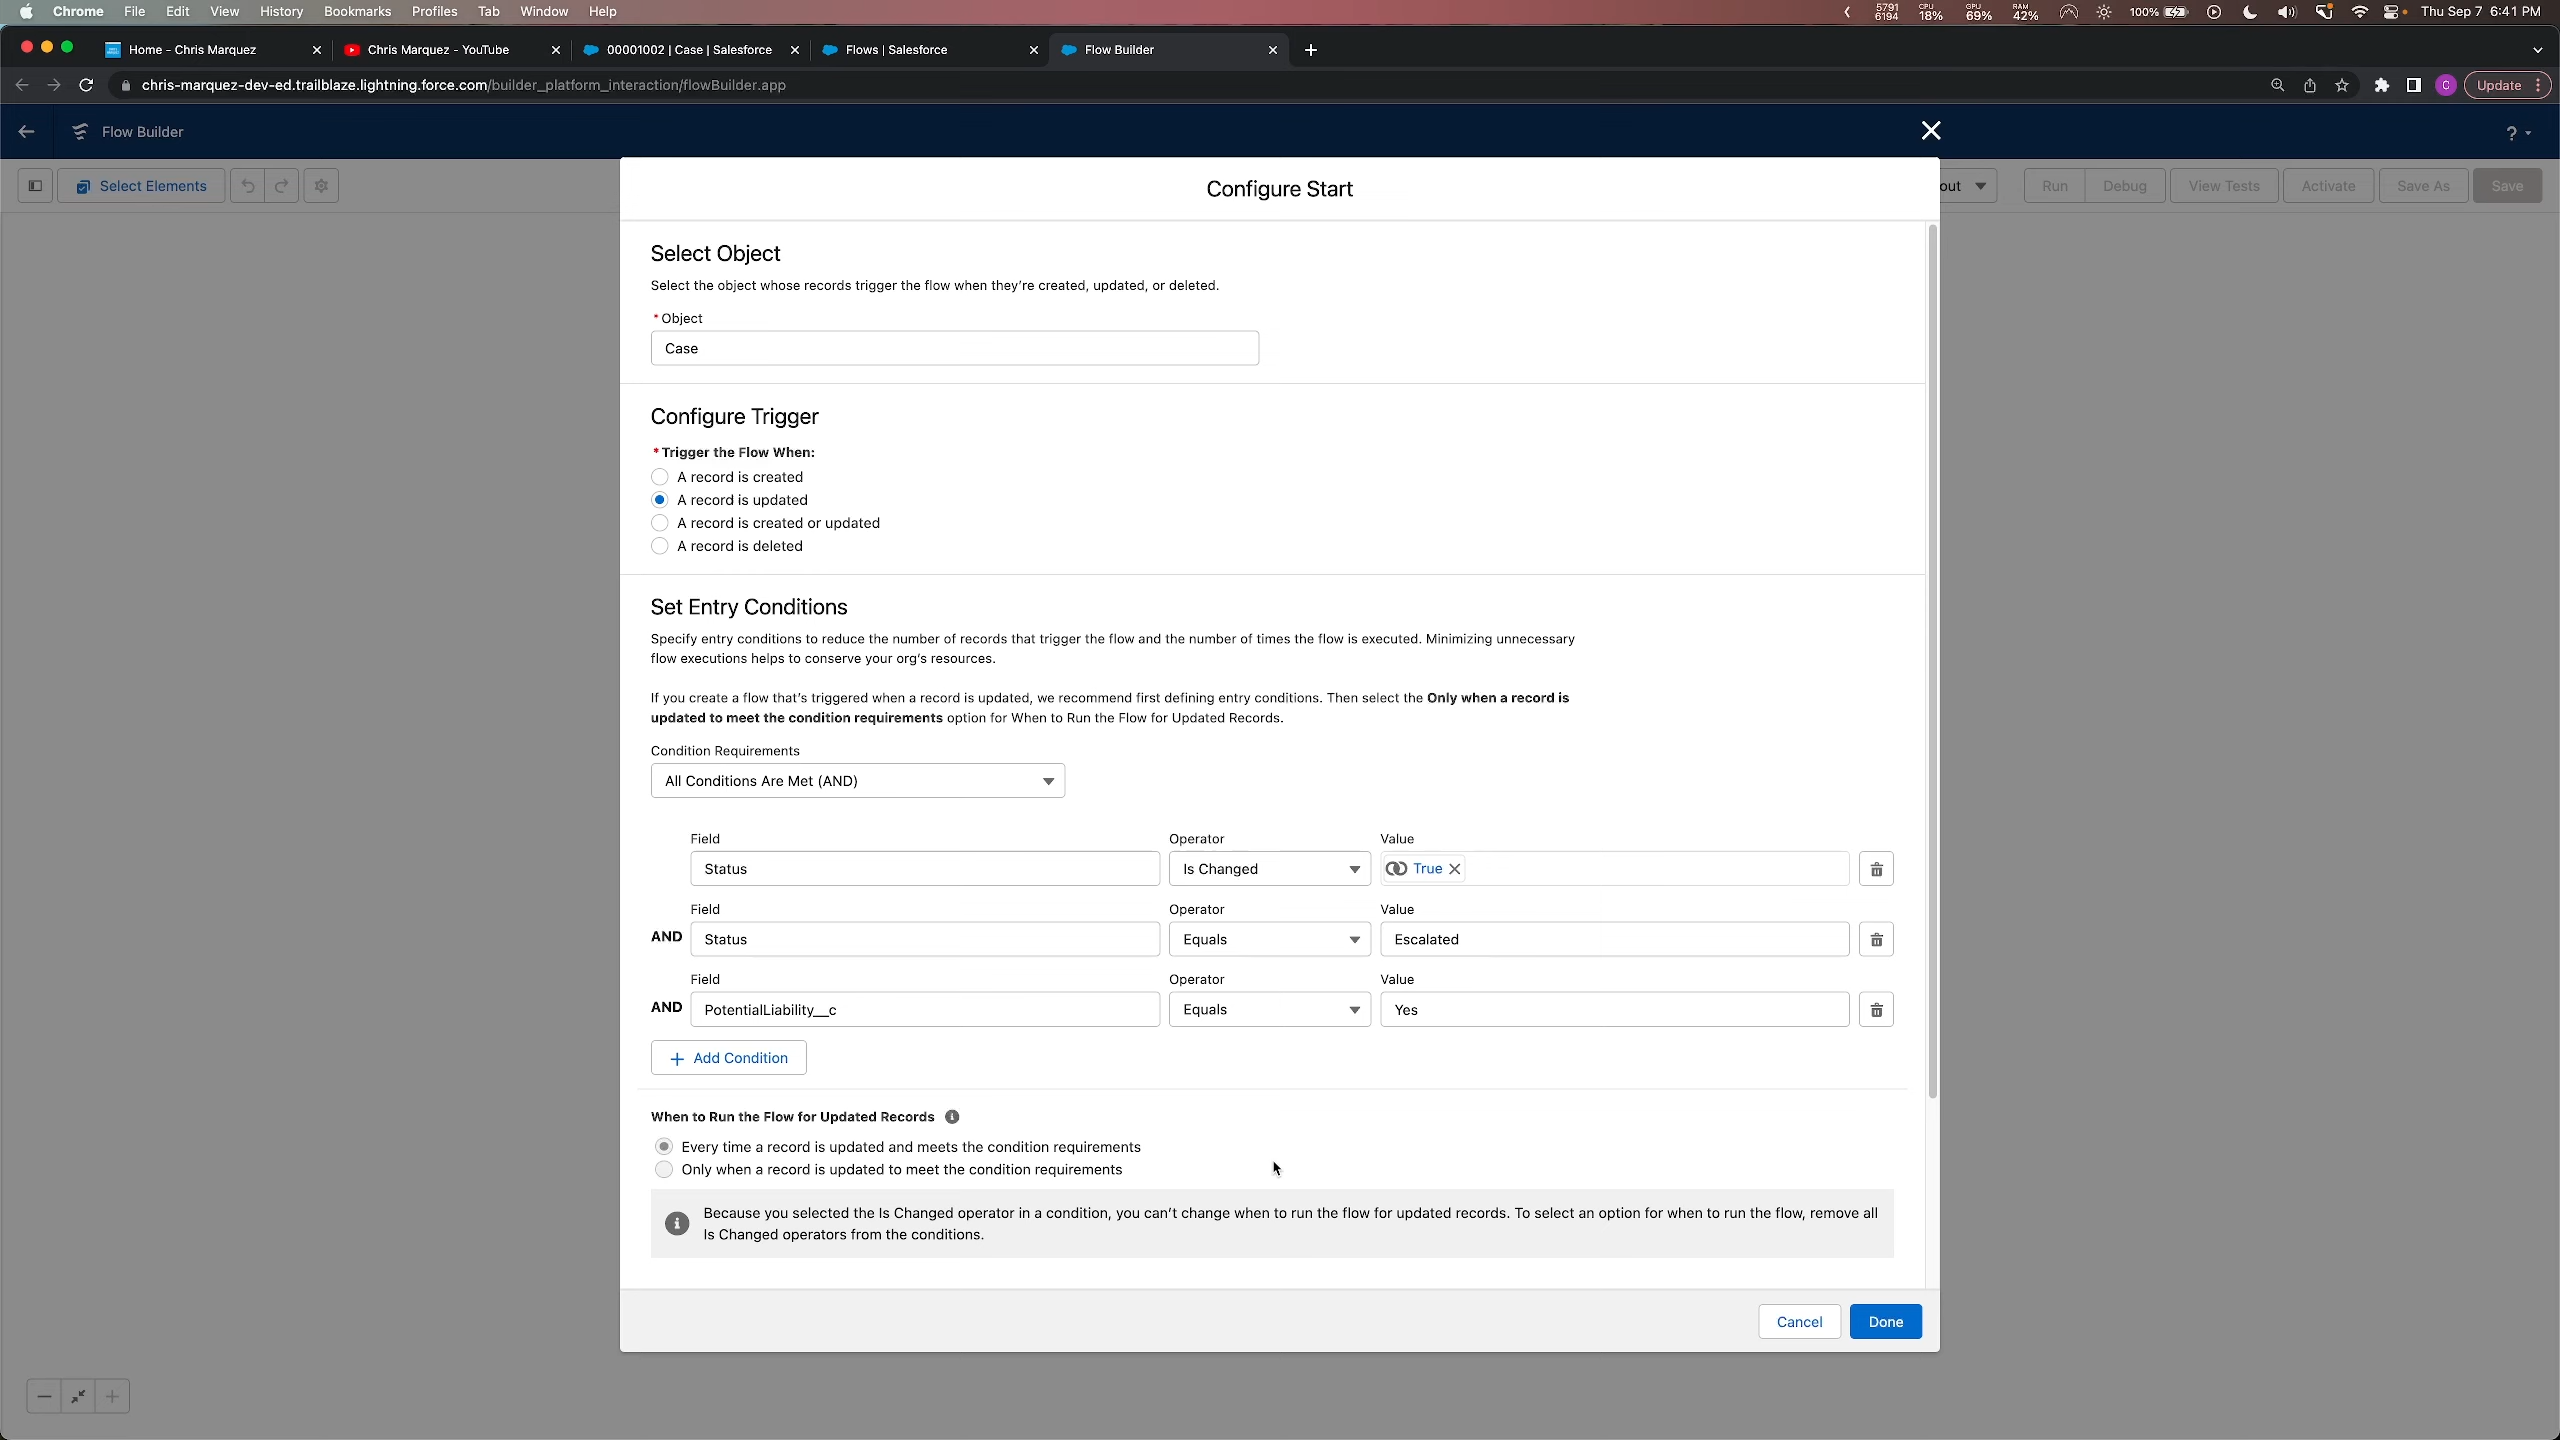 Chrome File Edit View History Bookmarks Profiles Tab Window Help
5791 6194 CPU 18% GPU 69% RAM 42% 100% Thu Sep 7 6:41 PM
Home - Chris Marquez Chris Marquez - YouTube 00001002 | Case | Salesforce Flows | Salesforce Flow Builder
chris-marquez-dev-ed.trailblaze.lightning.force.com/builder_platform_interaction/flowBuilder.app C Update
Flow Builder ?
Select Elements out Run Debug View Tests Activate Save As Save
Configure Start
Select Object
Select the object whose records trigger the flow when they're created, updated, or deleted.
* Object
Case
Configure Trigger
* Trigger the Flow When:
A record is created
A record is updated
A record is created or updated
A record is deleted
Set Entry Conditions
Specify entry conditions to reduce the number of records that trigger the flow and the number of times the flow is executed. Minimizing unnecessary
flow executions helps to conserve your org's resources.
If you create a flow that's triggered when a record is updated, we recommend first defining entry conditions. Then select the Only when a record is
updated to meet the condition requirements option for When to Run the Flow for Updated Records.
Condition Requirements
All Conditions Are Met (AND)
Field Operator Value
Status Is Changed True
Field Operator Value
AND Status Equals Escalated
Field Operator Value
AND PotentialLiability__c Equals Yes
+ Add Condition
When to Run the Flow for Updated Records
Every time a record is updated and meets the condition requirements
Only when a record is updated to meet the condition requirements
Because you selected the Is Changed operator in a condition, you can't change when to run the flow for updated records. To select an option for when to run the flow, remove all
Is Changed operators from the conditions.
Cancel Done